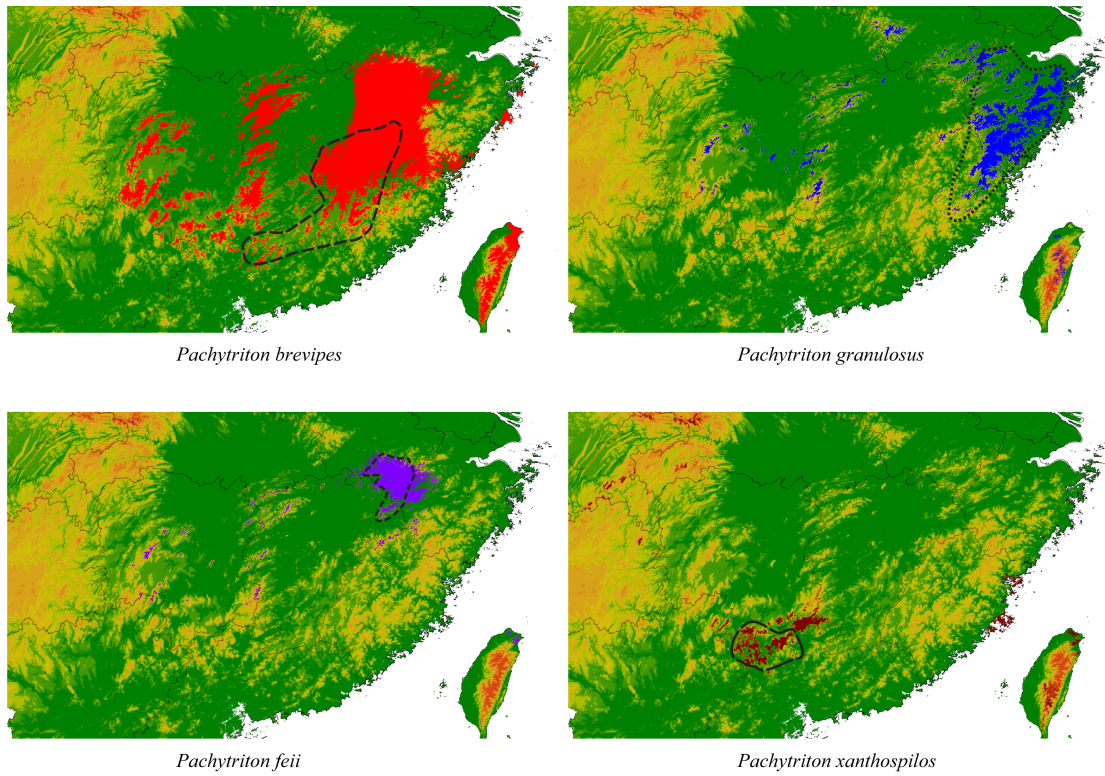 Pachytriton brevipes
Pachytriton granulosus
Pachytriton feii
Pachytriton xanthospilos